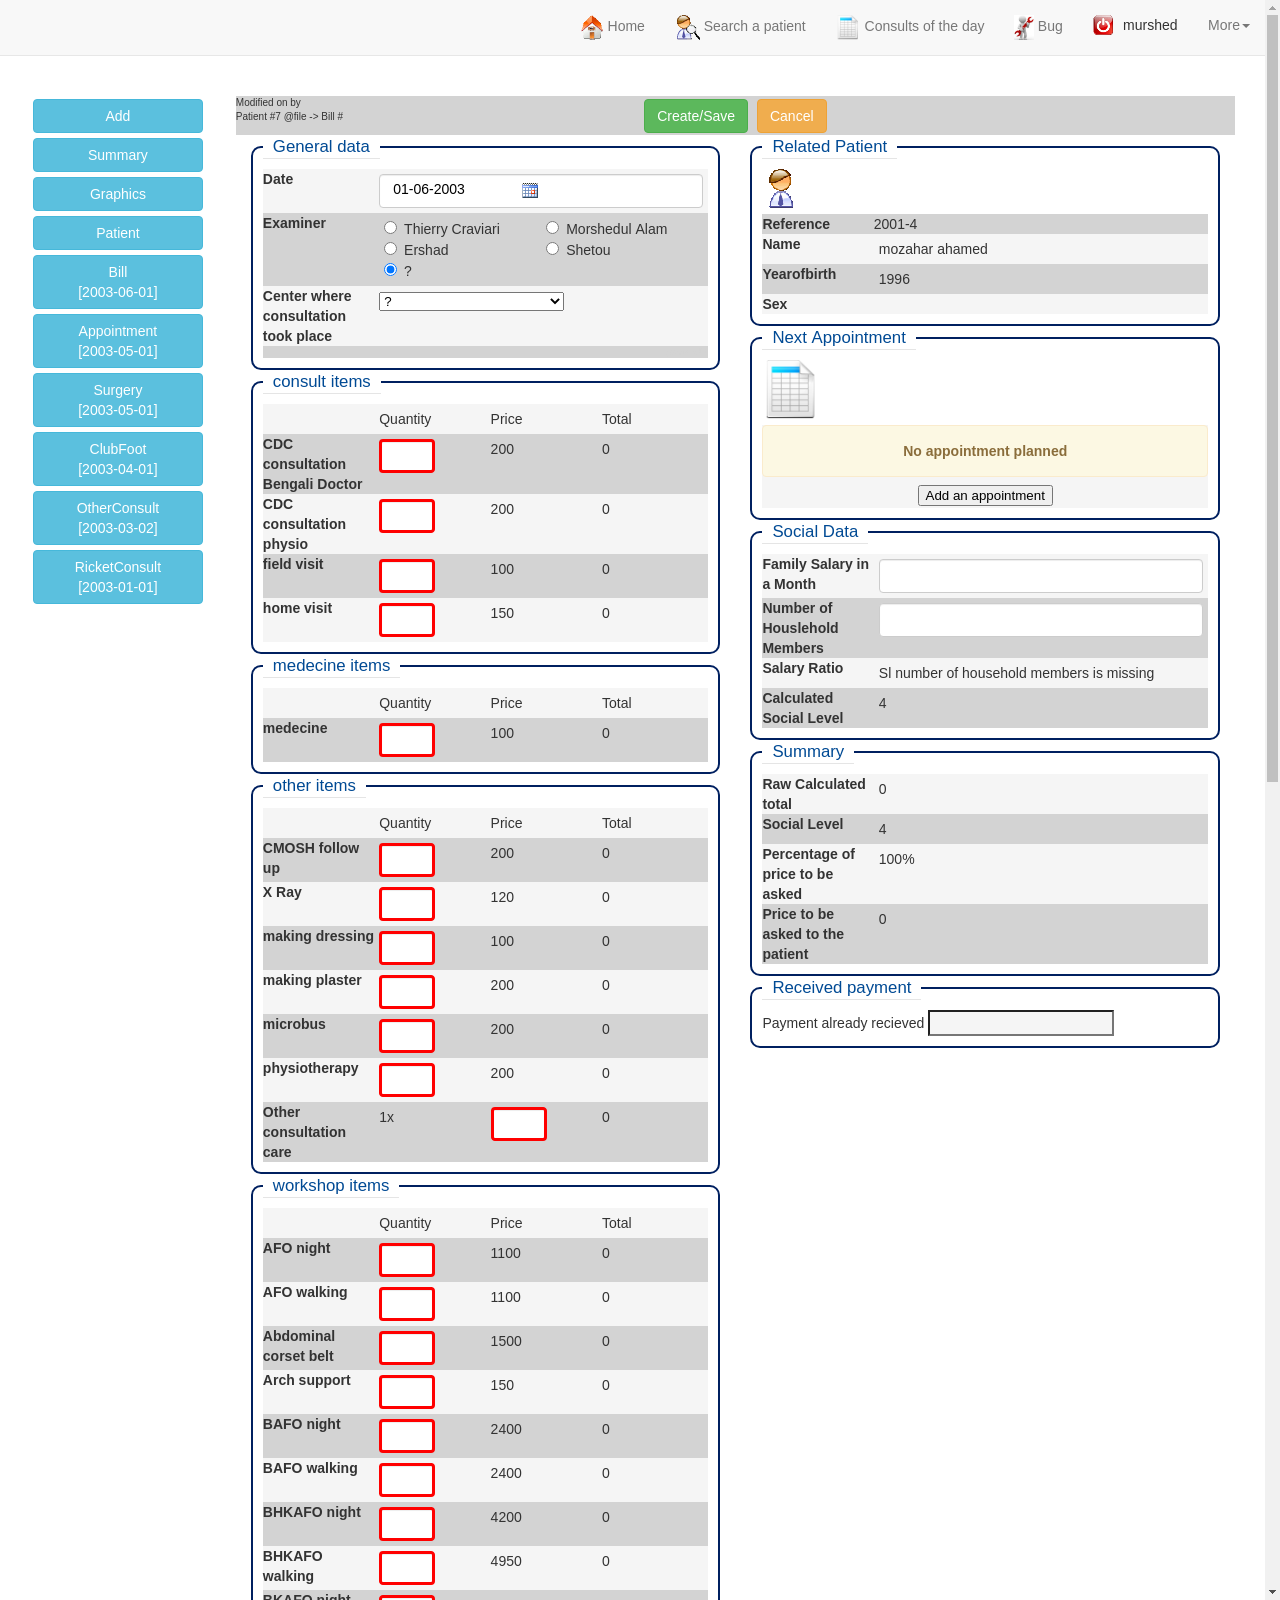 Home
Search a patient
Consults of the day
Bug
murshed
More
Add
Summary
Graphics
Patient
Bill
[2003-06-01]
Appointment
[2003-05-01]
Surgery
[2003-05-01]
ClubFoot
[2003-04-01]
OtherConsult
[2003-03-02]
RicketConsult
[2003-01-01]
Modified on by
Patient #7 @file -> Bill #
Create/Save
Cancel
General data
Date
01-06-2003
Examiner
Thierry Craviari
Morshedul Alam
Ershad
Shetou
?
Center where
consultation
took place
?
consult items
Quantity Price Total
CDC
consultation
Bengali Doctor
200 0
CDC
consultation
physio
200 0
field visit 100 0
home visit 150 0
medecine items
Quantity Price Total
medecine 100 0
other items
Quantity Price Total
CMOSH follow
up
200 0
X Ray 120 0
making dressing 100 0
making plaster 200 0
microbus 200 0
physiotherapy 200 0
Other
consultation
care
1x 0
workshop items
Quantity Price Total
AFO night 1100 0
AFO walking 1100 0
Abdominal
corset belt
1500 0
Arch support 150 0
BAFO night 2400 0
BAFO walking 2400 0
BHKAFO night 4200 0
BHKAFO
walking
4950 0
BKAFO night
Related Patient
Reference 2001-4
Name mozahar ahamed
Yearofbirth 1996
Sex
Next Appointment
No appointment planned
Add an appointment
Social Data
Family Salary in
a Month
Number of
Houslehold
Members
Salary Ratio Sl number of household members is missing
Calculated
Social Level
4
Summary
Raw Calculated
total
0
Social Level 4
Percentage of
price to be
asked
100%
Price to be
asked to the
patient
0
Received payment
Payment already recieved